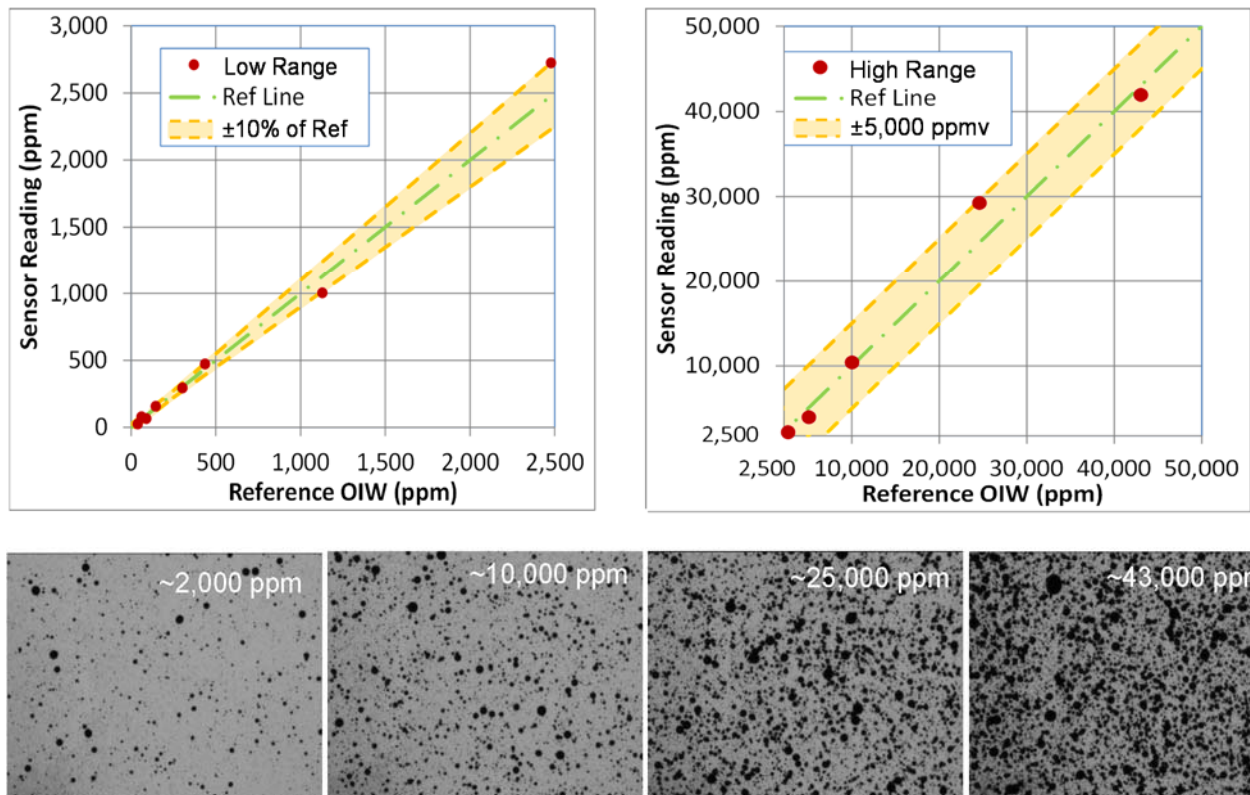 3,000
2,500
2,000
1,500
1,000
500
0
Sensor Reading (ppm)
Low Range
Ref Line
±10% of Ref
0 500 1,000 1,500 2,000 2,500
Reference OIW (ppm)
50,000
40,000
30,000
20,000
10,000
2,500
Sensor Reading (ppm)
High Range
Ref Line
±5,000 ppmv
2,500 10,000 20,000 30,000 40,000 50,000
Reference OIW (ppm)
~2,000 ppm
~10,000 ppm
~25,000 ppm
~43,000 ppm